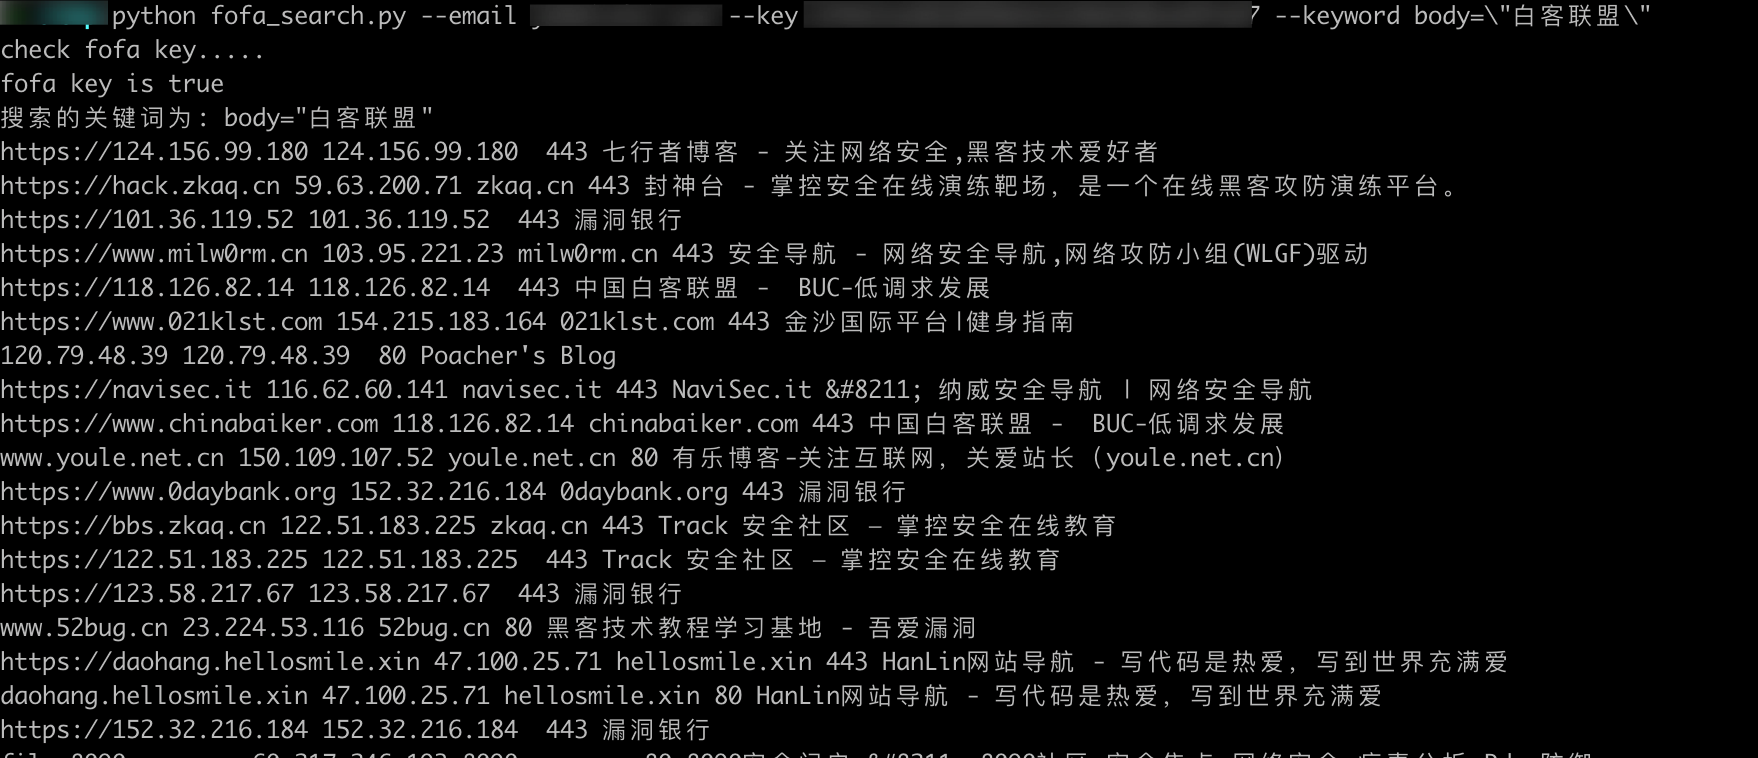 python fofa_search.py --email --key 7 --keyword body=\"白客联盟\"
check fofa key.....
fofa key is true
搜索的关键词为: body="白客联盟"
https://124.156.99.180 124.156.99.180  443 七行者博客 - 关注网络安全,黑客技术爱好者
https://hack.zkaq.cn 59.63.200.71 zkaq.cn 443 封神台 - 掌控安全在线演练靶场，是一个在线黑客攻防演练平台。
https://101.36.119.52 101.36.119.52  443 漏洞银行
https://www.milw0rm.cn 103.95.221.23 milw0rm.cn 443 安全导航 - 网络安全导航,网络攻防小组(WLGF)驱动
https://118.126.82.14 118.126.82.14  443 中国白客联盟 -  BUC-低调求发展
https://www.021klst.com 154.215.183.164 021klst.com 443 金沙国际平台|健身指南
120.79.48.39 120.79.48.39  80 Poacher's Blog
https://navisec.it 116.62.60.141 navisec.it 443 NaviSec.it &#8211; 纳威安全导航 | 网络安全导航
https://www.chinabaiker.com 118.126.82.14 chinabaiker.com 443 中国白客联盟 -  BUC-低调求发展
www.youle.net.cn 150.109.107.52 youle.net.cn 80 有乐博客-关注互联网，关爱站长（youle.net.cn）
https://www.0daybank.org 152.32.216.184 0daybank.org 443 漏洞银行
https://bbs.zkaq.cn 122.51.183.225 zkaq.cn 443 Track 安全社区 – 掌控安全在线教育
https://122.51.183.225 122.51.183.225  443 Track 安全社区 – 掌控安全在线教育
https://123.58.217.67 123.58.217.67  443 漏洞银行
www.52bug.cn 23.224.53.116 52bug.cn 80 黑客技术教程学习基地 - 吾爱漏洞
https://daohang.hellosmile.xin 47.100.25.71 hellosmile.xin 443 HanLin网站导航 - 写代码是热爱，写到世界充满爱
daohang.hellosmile.xin 47.100.25.71 hellosmile.xin 80 HanLin网站导航 - 写代码是热爱，写到世界充满爱
https://152.32.216.184 152.32.216.184  443 漏洞银行